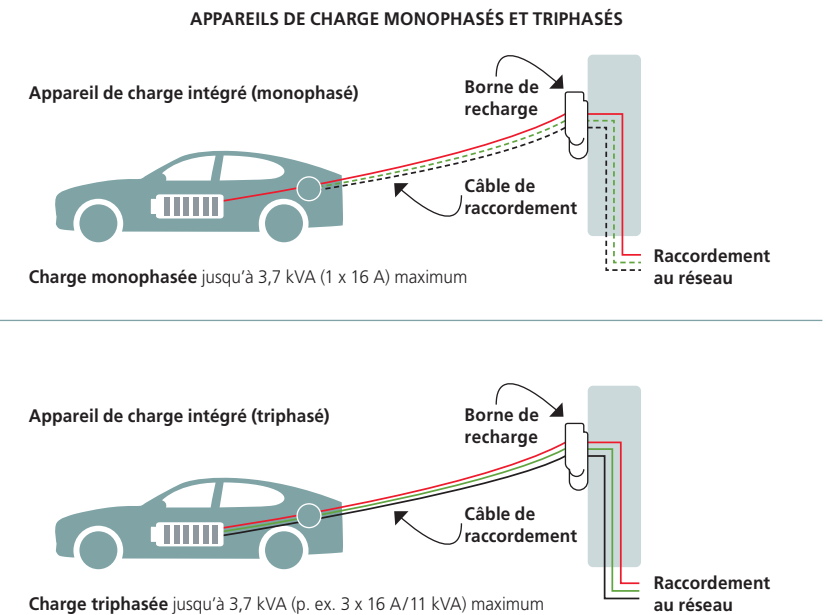 APPAREILS DE CHARGE MONOPHASÉS ET TRIPHASÉS
Appareil de charge intégré (monophasé)
Borne de
recharge
Câble de
raccordement
Raccordement
au réseau
Charge monophasée jusqu'à 3,7 kVA (1 x 16 A) maximum
Appareil de charge intégré (triphasé)
Borne de
recharge
Câble de
raccordement
Raccordement
au réseau
Charge triphasée jusqu'à 3,7 kVA (p. ex. 3 x 16 A/11 kVA) maximum